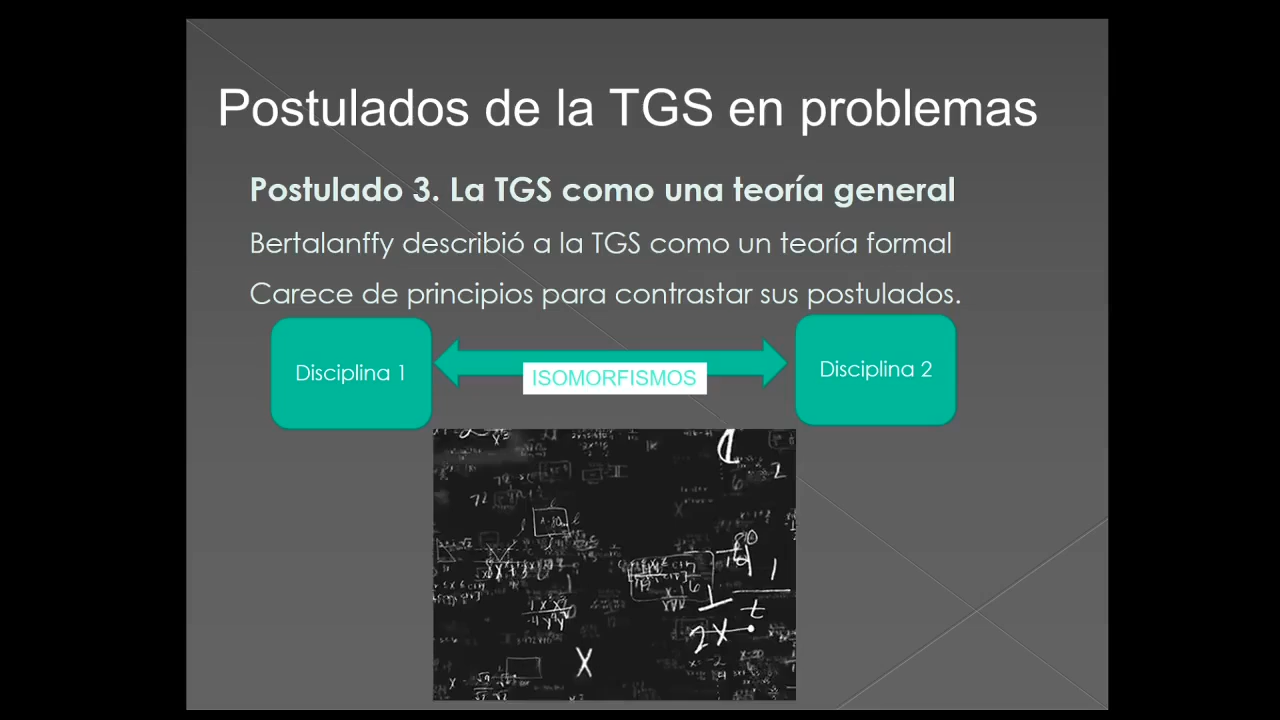 Postulados de la TGS en problemas
Postulado 3. La TGS como una teoría general
Bertalanffy describió a la TGS como un teoría formal
Carece de principios para contrastar sus postulados.
Disciplina 1
ISOMORFISMOS
Disciplina 2